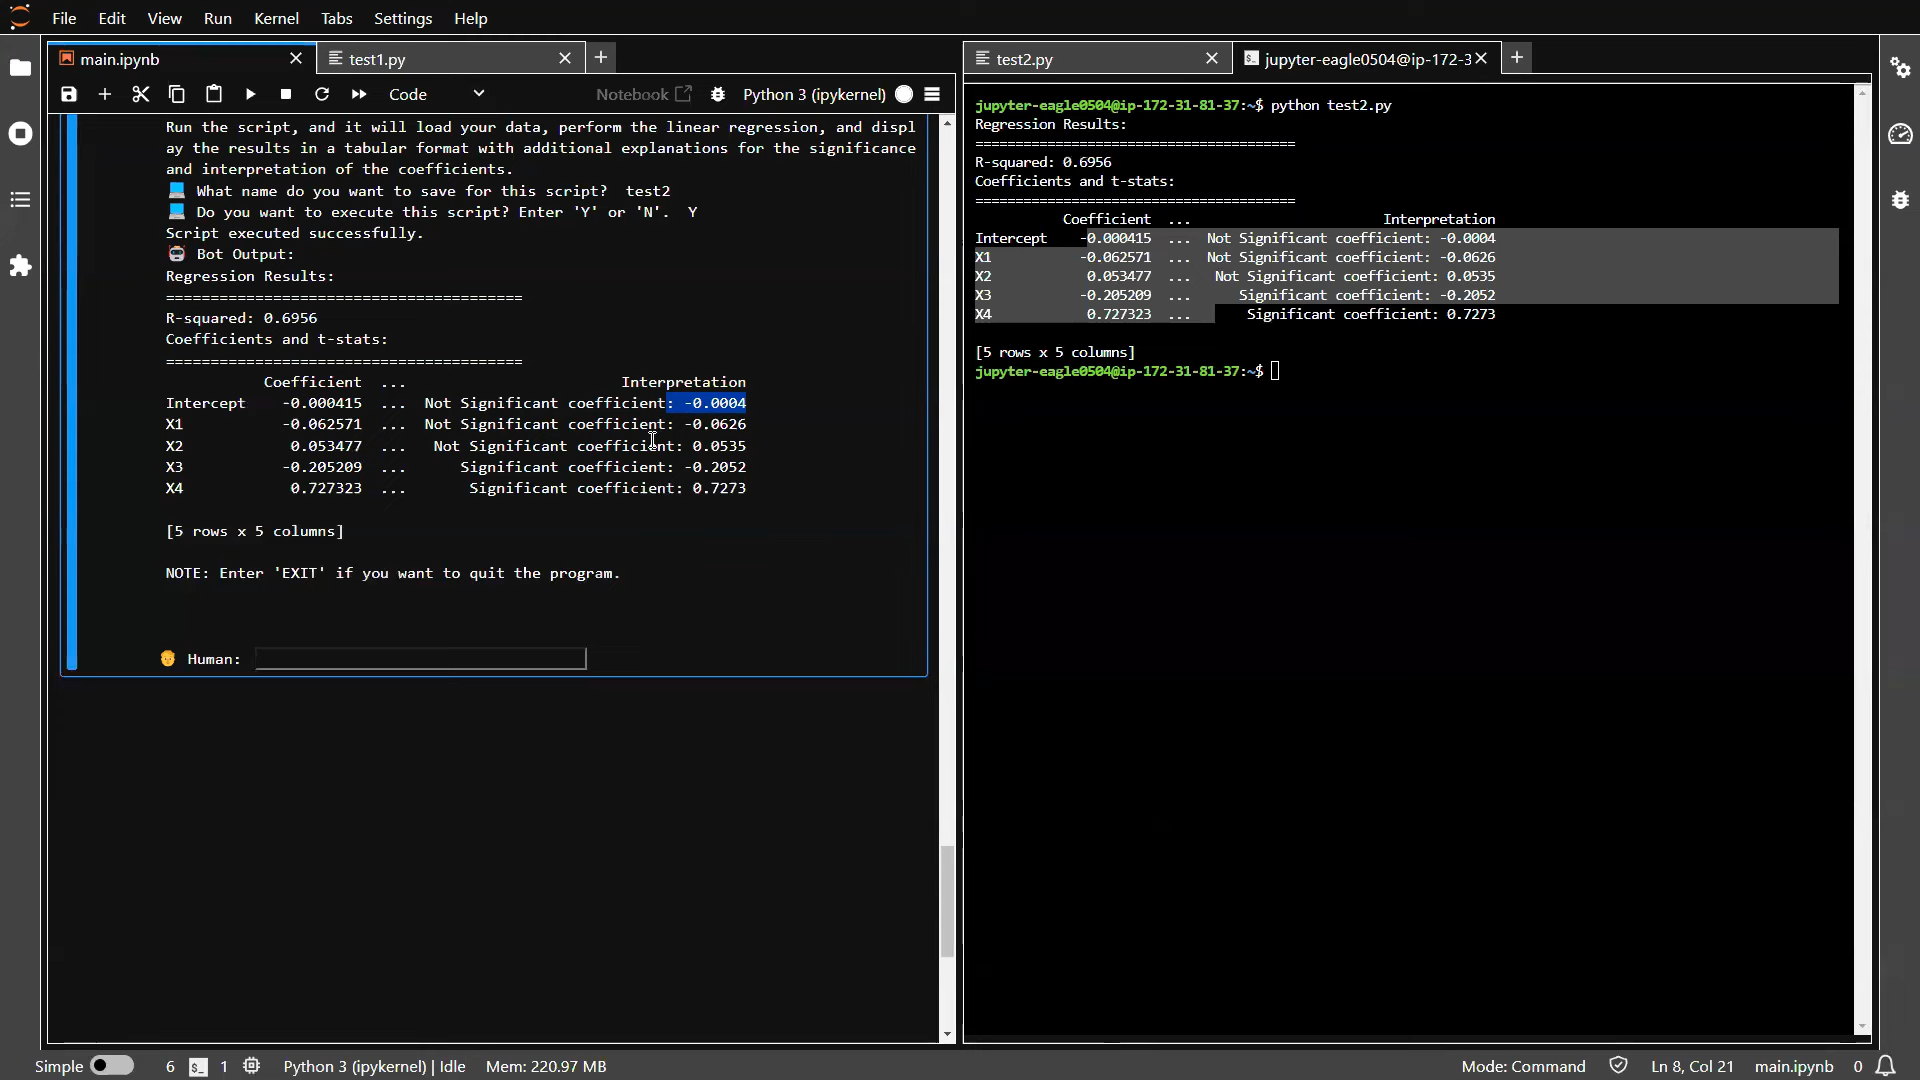 File Edit View Run Kernel Tabs Settings Help
main.ipynb
test1.py
Code
Notebook
Python 3 (ipykernel)
Run the script, and it will load your data, perform the linear regression, and displ
ay the results in a tabular format with additional explanations for the significance
and interpretation of the coefficients.
What name do you want to save for this script? test2
Do you want to execute this script? Enter 'Y' or 'N'. Y
Script executed successfully.
Bot Output:
Regression Results:
========================================
R-squared: 0.6956
Coefficients and t-stats:
========================================
Coefficient ... Interpretation
Intercept -0.000415 ... Not Significant coefficient: -0.0004
X1 -0.062571 ... Not Significant coefficient: -0.0626
X2 0.053477 ... Not Significant coefficient: 0.0535
X3 -0.205209 ... Significant coefficient: -0.2052
X4 0.727323 ... Significant coefficient: 0.7273
[5 rows x 5 columns]
NOTE: Enter 'EXIT' if you want to quit the program.
Human:
test2.py
jupyter-eagle0504@ip-172-3
jupyter-eagle0504@ip-172-31-81-37:~$ python test2.py
Regression Results:
========================================
R-squared: 0.6956
Coefficients and t-stats:
========================================
Coefficient ... Interpretation
Intercept -0.000415 ... Not Significant coefficient: -0.0004
X1 -0.062571 ... Not Significant coefficient: -0.0626
X2 0.053477 ... Not Significant coefficient: 0.0535
X3 -0.205209 ... Significant coefficient: -0.2052
X4 0.727323 ... Significant coefficient: 0.7273
[5 rows x 5 columns]
jupyter-eagle0504@ip-172-31-81-37:~$
Simple 6 $_ 1 Python 3 (ipykernel) | Idle Mem: 220.97 MB Mode: Command Ln 8, Col 21 main.ipynb 0